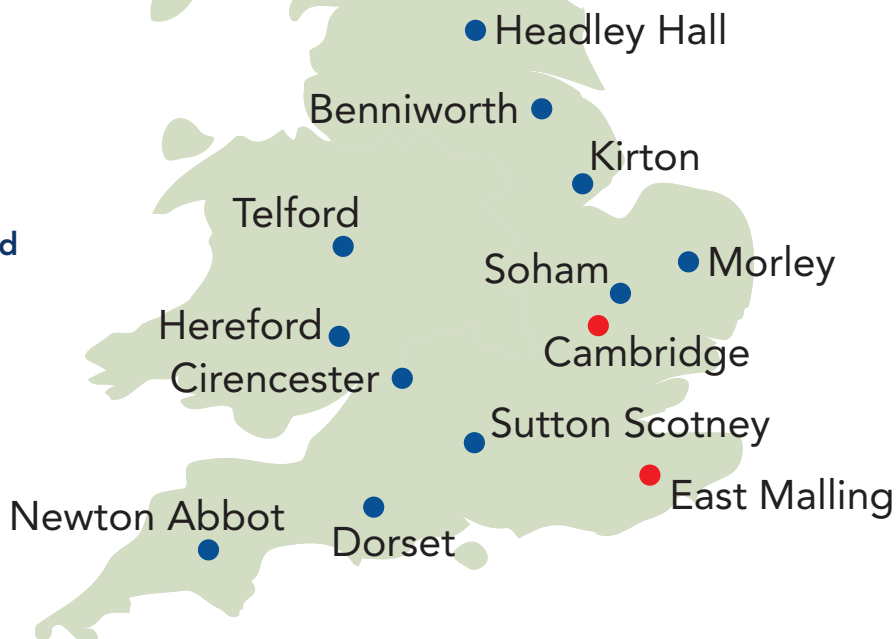 Headley Hall
Benniworth
Kirton
Telford
d
Soham
Morley
Hereford
Cambridge
Cirencester
Sutton Scotney
East Malling
Newton Abbot
Dorset